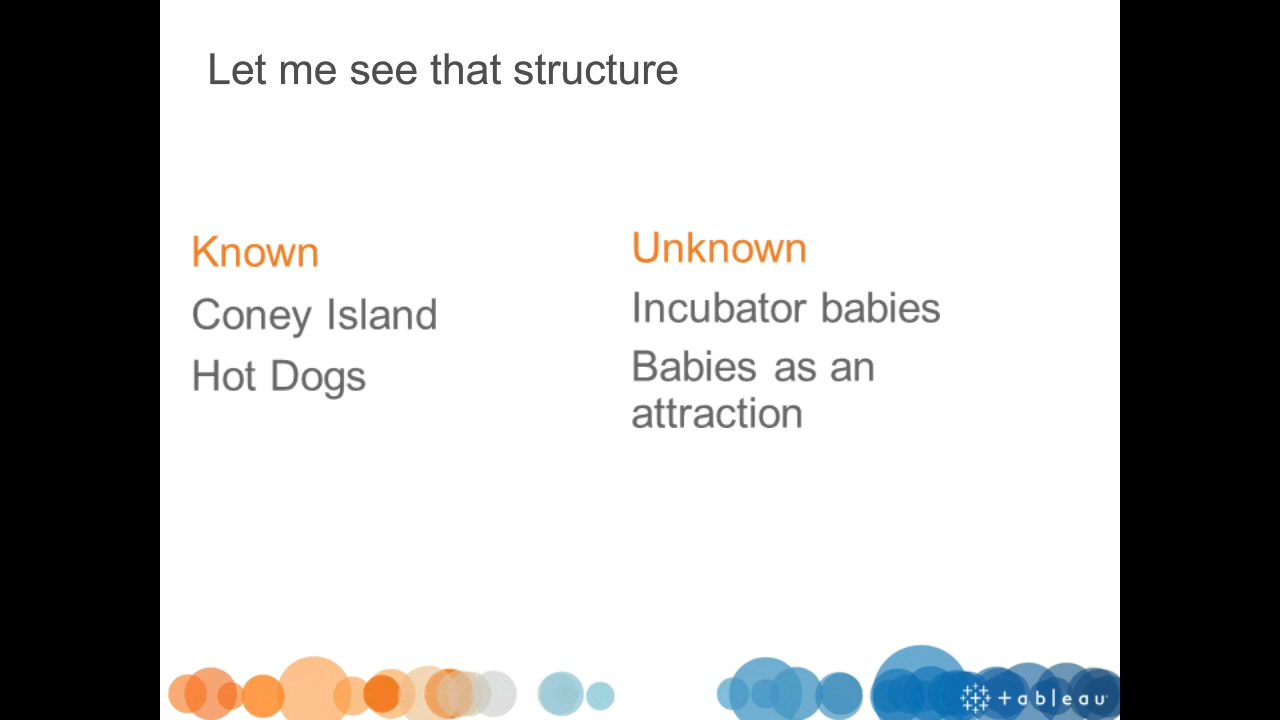 Let me see that structure
Known
Coney Island
Hot Dogs
Unknown
Incubator babies
Babies as an
attraction
+ableau